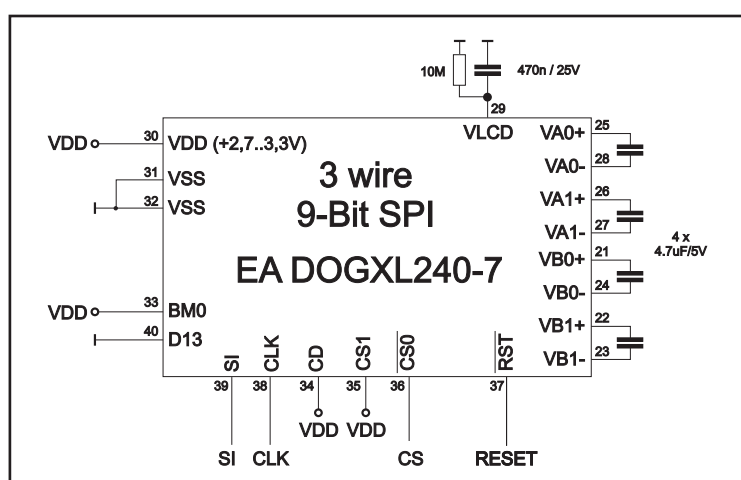 10M
470n / 25V
29
VLCD
VDD
30
VDD (+2,7..3,3V)
31
VSS
32
VSS
3 wire
9-Bit SPI
EA DOGXL240-7
VA0+
25
VA0-
28
VA1+
26
VA1-
27
VB0+
21
VB0-
24
VB1+
22
VB1-
23
4 x
4.7uF/5V
VDD
33
BM0
40
D13
SI
CLK
CD
CS1
CS0
RST
39
38
34
35
36
37
VDD
VDD
SI
CLK
CS
RESET